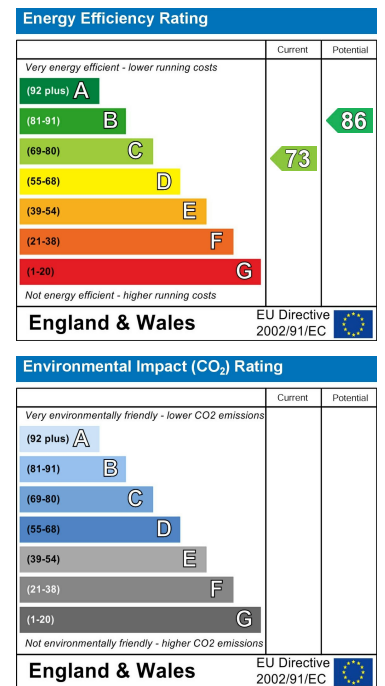 Energy Efficiency Rating
Current Potential
Very energy efficient - lower running costs
(92 plus) A
(81-91) B
86
(69-80) C
73
(55-68) D
(39-54) E
(21-38) F
(1-20) G
Not energy efficient - higher running costs
England & Wales
EU Directive
2002/91/EC
Environmental Impact (CO₂) Rating
Current Potential
Very environmentally friendly - lower CO2 emissions
(92 plus) A
(81-91) B
(69-80) C
(55-68) D
(39-54) E
(21-38) F
(1-20) G
Not environmentally friendly - higher CO2 emissions
England & Wales
EU Directive
2002/91/EC